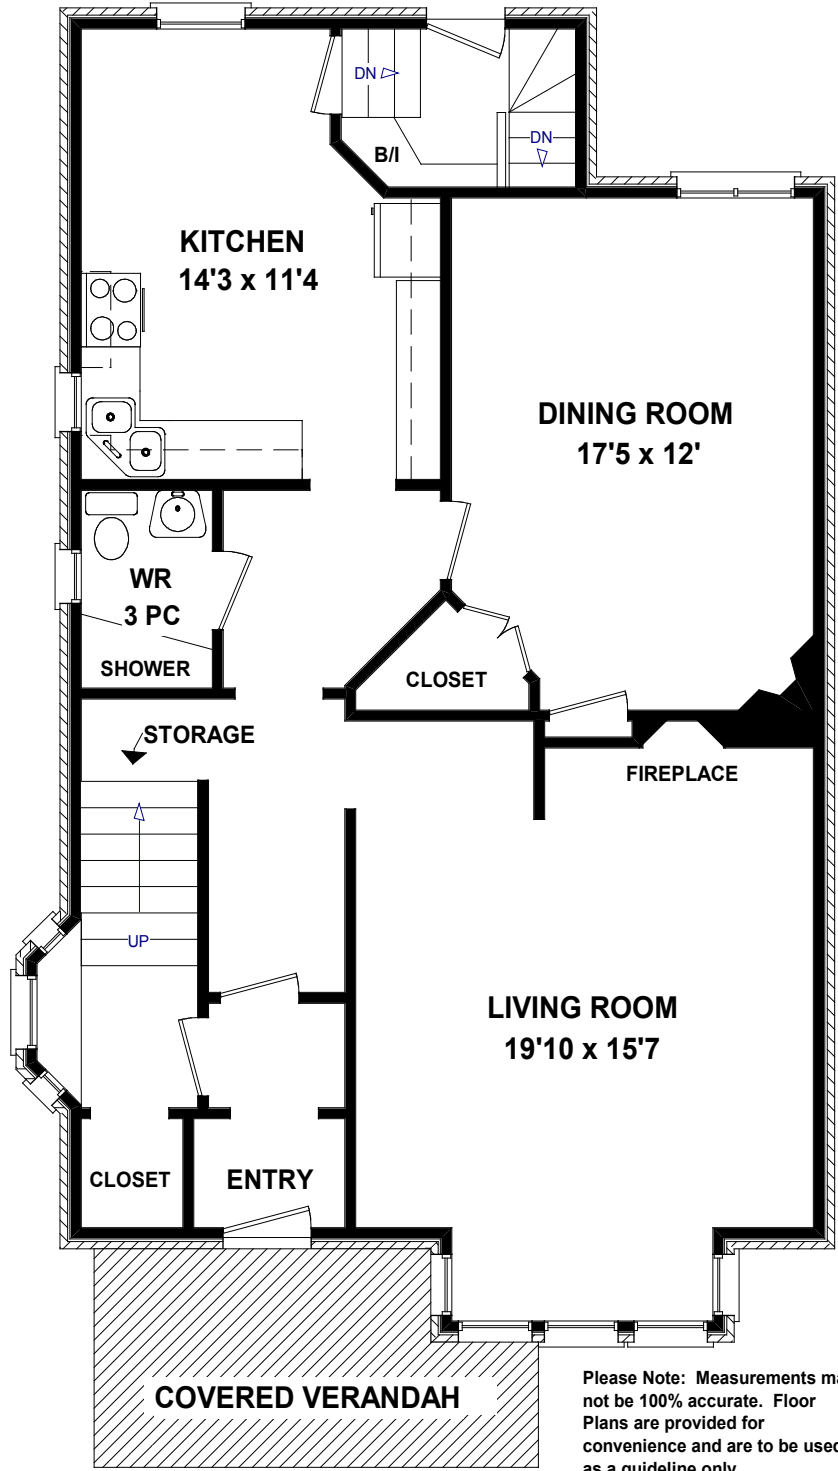 DN
B/I
DN
KITCHEN
14'3 x 11'4
DINING ROOM
17'5 x 12'
WR
3 PC
SHOWER
CLOSET
STORAGE
FIREPLACE
UP
LIVING ROOM
19'10 x 15'7
CLOSET
ENTRY
COVERED VERANDAH
Please Note: Measurements ma
not be 100% accurate. Floor
Plans are provided for
convenience and are to be used
as a guideline only